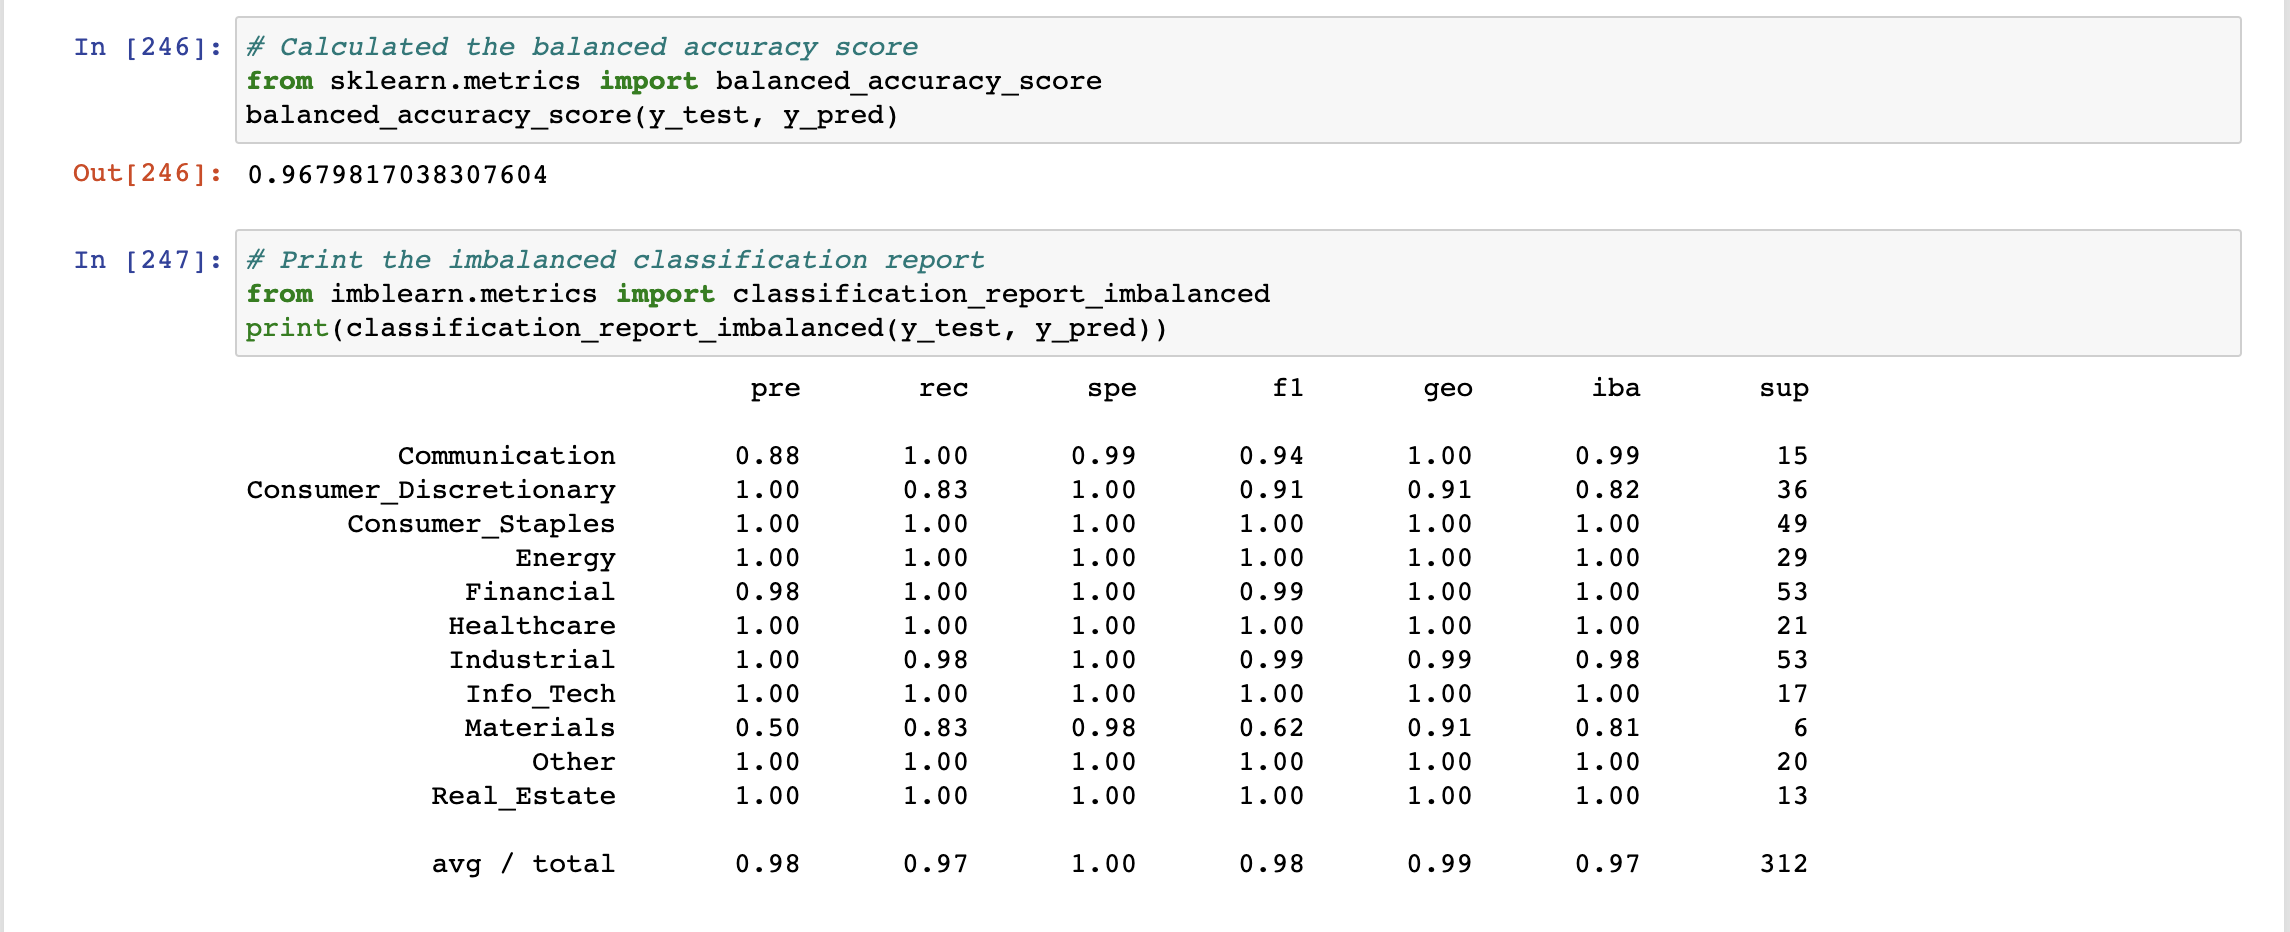 In [246]: # Calculated the balanced accuracy score
from sklearn.metrics import balanced_accuracy_score
balanced_accuracy_score(y_test, y_pred)
Out[246]: 0.9679817038307604
In [247]: # Print the imbalanced classification report
from imblearn.metrics import classification_report_imbalanced
print(classification_report_imbalanced(y_test, y_pred))
pre rec spe f1 geo iba sup
Communication 0.88 1.00 0.99 0.94 1.00 0.99 15
Consumer_Discretionary 1.00 0.83 1.00 0.91 0.91 0.82 36
Consumer_Staples 1.00 1.00 1.00 1.00 1.00 1.00 49
Energy 1.00 1.00 1.00 1.00 1.00 1.00 29
Financial 0.98 1.00 1.00 0.99 1.00 1.00 53
Healthcare 1.00 1.00 1.00 1.00 1.00 1.00 21
Industrial 1.00 0.98 1.00 0.99 0.99 0.98 53
Info_Tech 1.00 1.00 1.00 1.00 1.00 1.00 17
Materials 0.50 0.83 0.98 0.62 0.91 0.81 6
Other 1.00 1.00 1.00 1.00 1.00 1.00 20
Real_Estate 1.00 1.00 1.00 1.00 1.00 1.00 13
avg / total 0.98 0.97 1.00 0.98 0.99 0.97 312